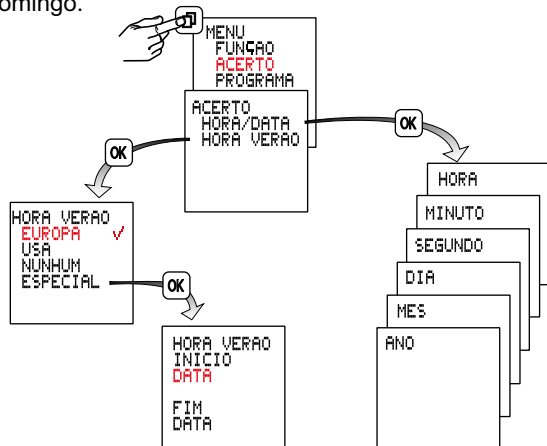 omingo.
MENU
FUNÇAO
ACERTO
PROGRAMA
ACERTO
HORA/DATA
HORA VERAO
OK
OK
HORA VERAO
EUROPA ✓
USA
NUNHUM
ESPECIAL
OK
HORA VERAO
INICIO
DATA
FIM
DATA
HORA
MINUTO
SEGUNDO
DIA
MES
ANO